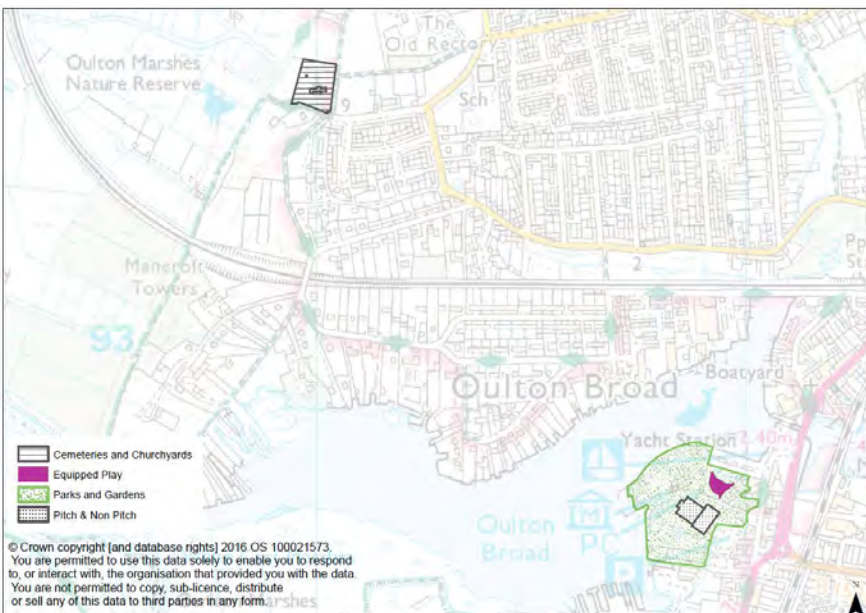 The
Old Rectory
Oulton Marshes
Nature Reserve
9
Sch
Mancroft
Towers
2
93
Oulton Broad
Boatyard
Yacht Station
2.40m
Oulton
Broad
M
PC
P
Cemeteries and Churchyards
Equipped Play
Parks and Gardens
Pitch & Non Pitch
© Crown copyright [and database rights] 2016 OS 100021573.
You are permitted to use this data solely to enable you to respond
to, or interact with, the organisation that provided you with the data.
You are not permitted to copy, sub-licence, distribute
or sell any of this data to third parties in any form.
N